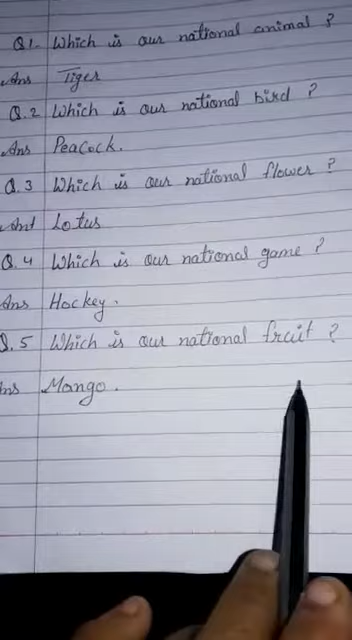 Q1. Which is our national animal ?
Ans Tiger
Q.2 Which is our national bird ?
Ans Peacock.
Q.3 Which is our national flower ?
Ans Lotus
Q.4 Which is our national game ?
Ans Hockey.
Q.5 Which is our national fruit ?
Ans Mango.